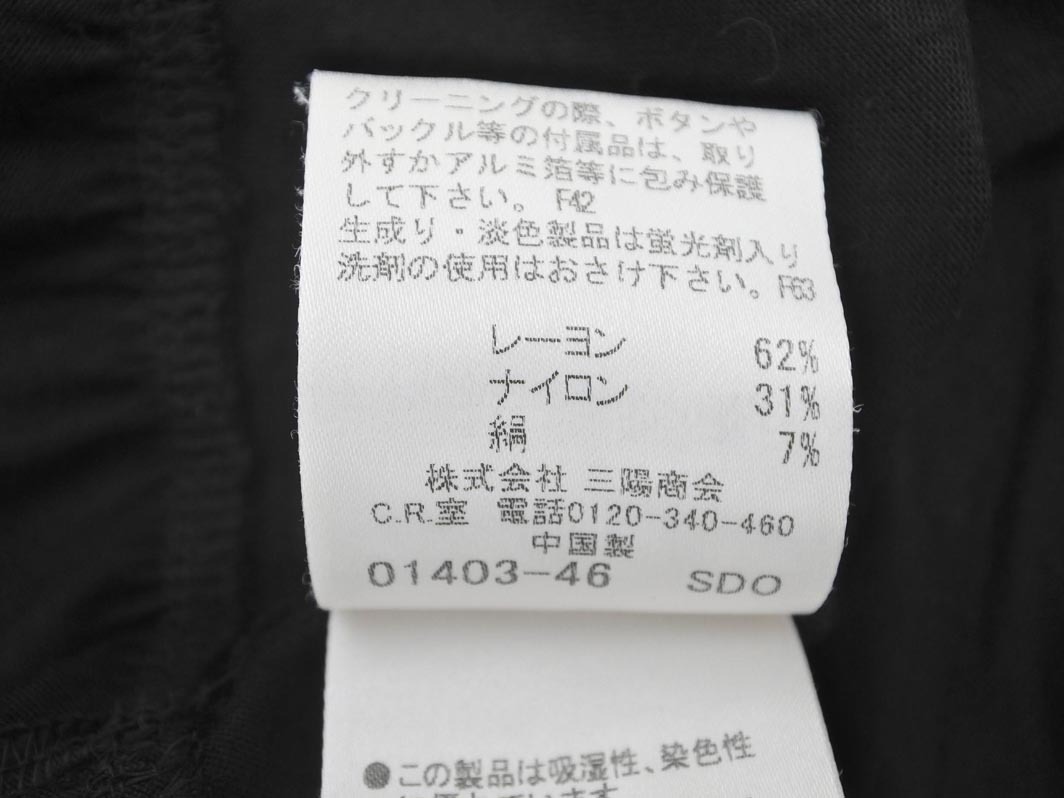 クリーニングの際、ボタンや
バックル等の付属品は、取り
外すかアルミ箔等に包み保護
して下さい。 F42
生成り・淡色製品は蛍光剤入り
洗剤の使用はおさけ下さい。F63
レーヨン 62%
ナイロン 31%
絹 7%
株式会社 三陽商会
C.R.室 電話0120-340-460
中国製
01403-46 SDO
●この製品は吸湿性、染色性